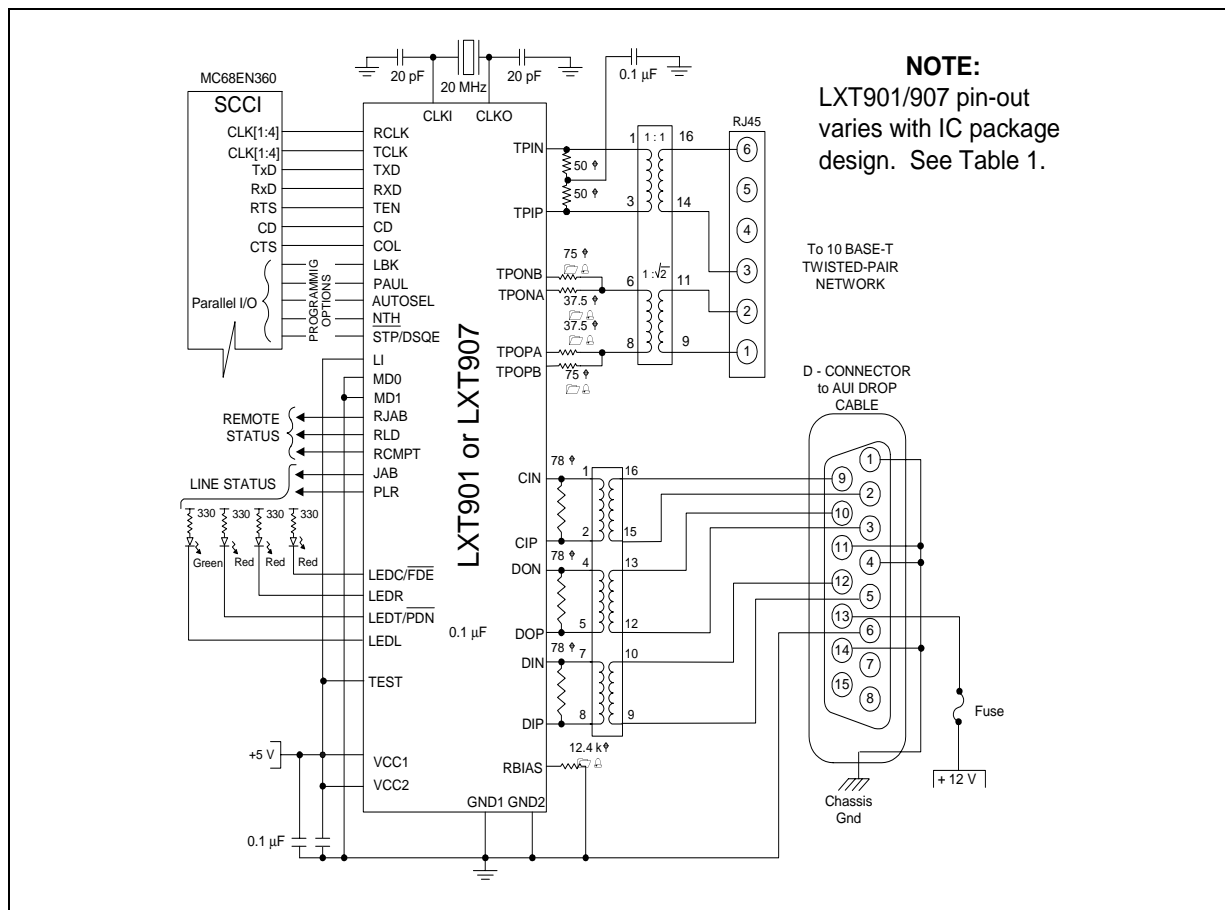 NOTE:
LXT901/907 pin-out
varies with IC package
design. See Table 1.
20 pF
20 MHz
20 pF
0.1 µF
MC68EN360
SCCI
CLK[1:4]
CLK[1:4]
TxD
RxD
RTS
CD
CTS
Parallel I/O
PROGRAMMIG
OPTIONS
CLKI
CLKO
RCLK
TCLK
TXD
RXD
TEN
CD
COL
LBK
PAUL
AUTOSEL
NTH
STP/DSQE
LI
MD0
MD1
RJAB
RLD
RCMPT
JAB
PLR
LEDC/FDE
LEDR
LEDT/PDN
LEDL
TEST
VCC1
VCC2
GND1 GND2
LXT901 or LXT907
0.1 µF
REMOTE
STATUS
LINE STATUS
330
330
330
330
Green
Red
Red
Red
+5 V
0.1 µF
TPIN
TPIP
TPONB
TPONA
TPOPA
TPOPB
CIN
CIP
DON
DOP
DIN
DIP
RBIAS
50 ϕ
50 ϕ
75 ϕ
37.5 ϕ
37.5 ϕ
75 ϕ
1
1 : 1
16
3
14
6
1 :√2
11
8
9
RJ45
6
5
4
3
2
1
To 10 BASE-T
TWISTED-PAIR
NETWORK
78 ϕ
1
16
2
15
78 ϕ
4
13
5
12
78 ϕ
7
10
8
9
12.4 kϕ
D - CONNECTOR
to AUI DROP
CABLE
1
9
2
10
3
11
4
12
5
13
6
14
7
15
8
Chassis
Gnd
Fuse
+ 12 V